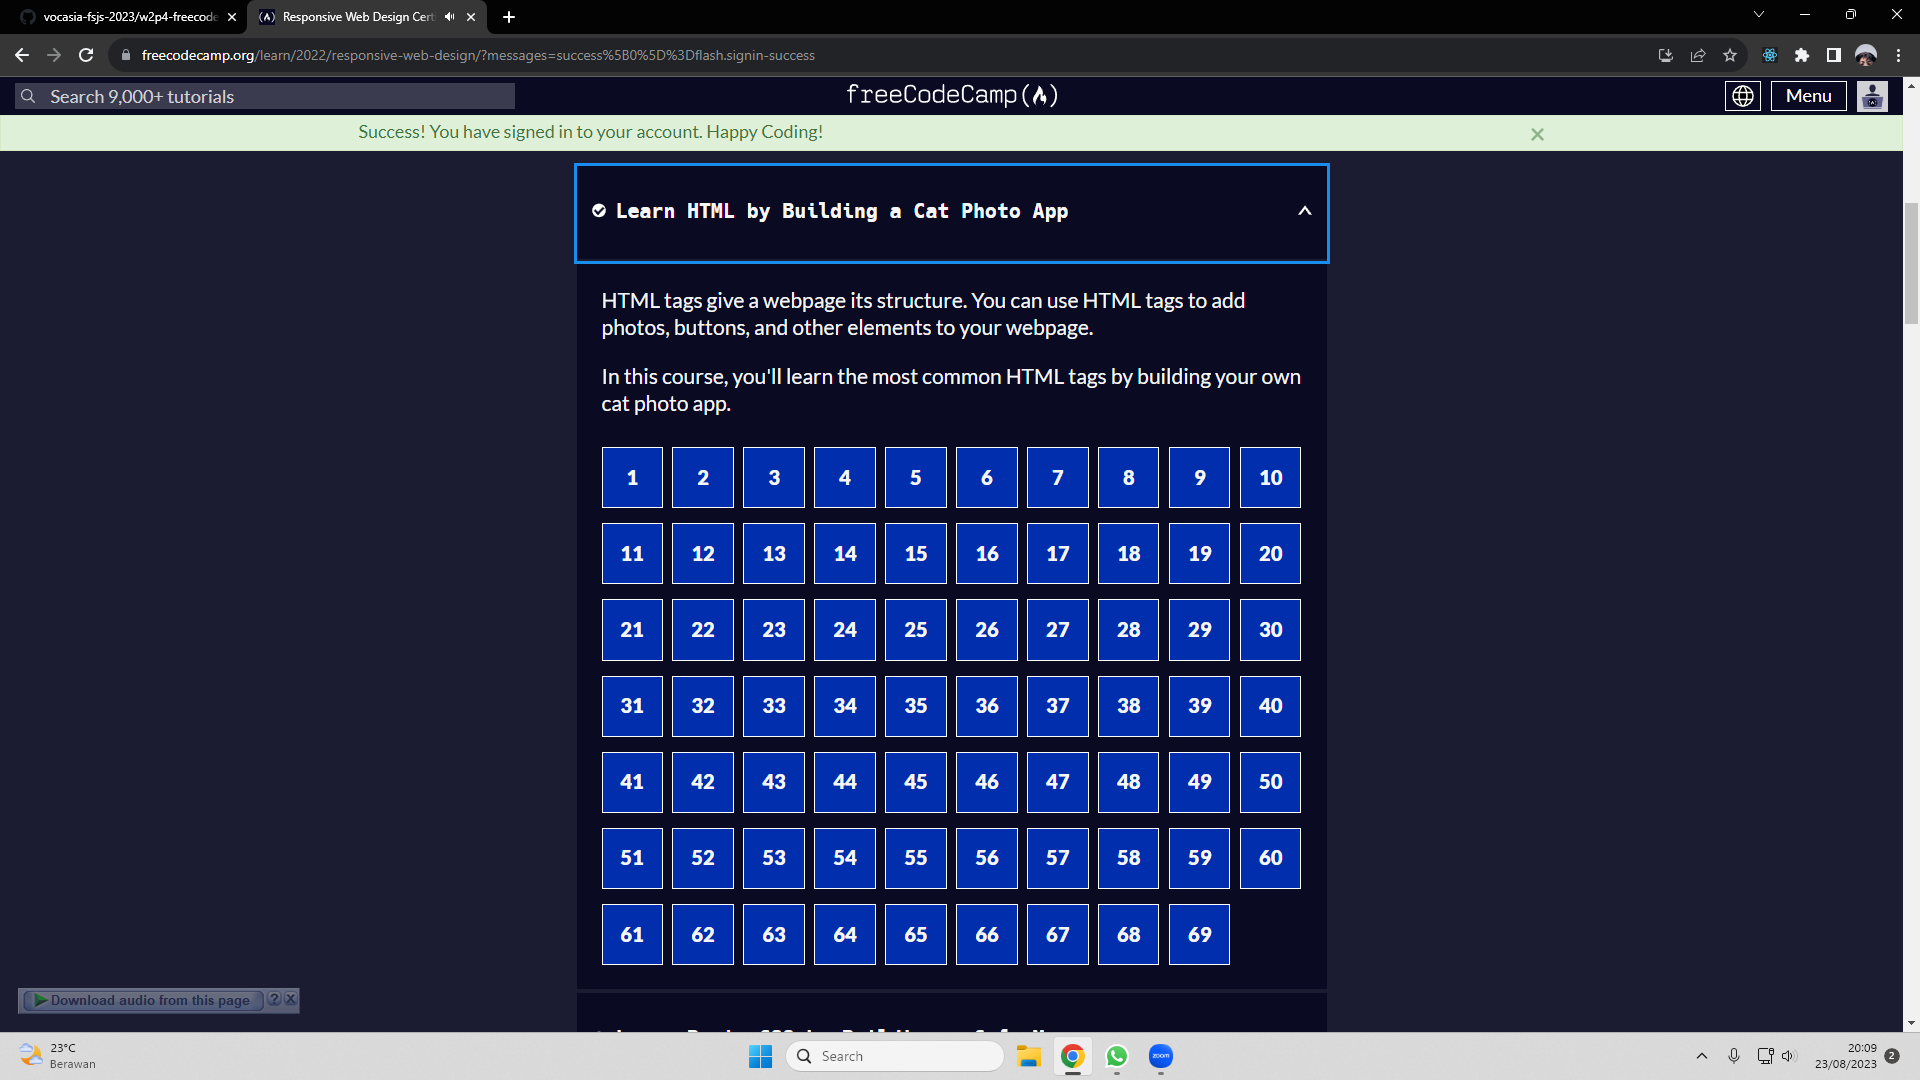 vocasia-fsjs-2023/w2p4-freecode
Responsive Web Design Cert
freecodecamp.org/learn/2022/responsive-web-design/?messages=success%5B0%5D%3Dflash.signin-success
Search 9,000+ tutorials
freeCodeCamp
Menu
Success! You have signed in to your account. Happy Coding!
Learn HTML by Building a Cat Photo App
HTML tags give a webpage its structure. You can use HTML tags to add
photos, buttons, and other elements to your webpage.
In this course, you'll learn the most common HTML tags by building your own
cat photo app.
1 2 3 4 5 6 7 8 9 10
11 12 13 14 15 16 17 18 19 20
21 22 23 24 25 26 27 28 29 30
31 32 33 34 35 36 37 38 39 40
41 42 43 44 45 46 47 48 49 50
51 52 53 54 55 56 57 58 59 60
61 62 63 64 65 66 67 68 69
Download audio from this page ? X
23°C
Berawan
Search
zoom
20:09
23/08/2023
2